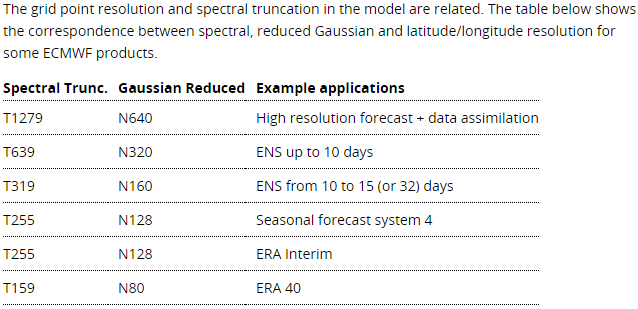 The grid point resolution and spectral truncation in the model are related. The table below shows
the correspondence between spectral, reduced Gaussian and latitude/longitude resolution for
some ECMWF products.
Spectral Trunc. Gaussian Reduced Example applications
T1279 N640 High resolution forecast + data assimilation
T639 N320 ENS up to 10 days
T319 N160 ENS from 10 to 15 (or 32) days
T255 N128 Seasonal forecast system 4
T255 N128 ERA Interim
T159 N80 ERA 40